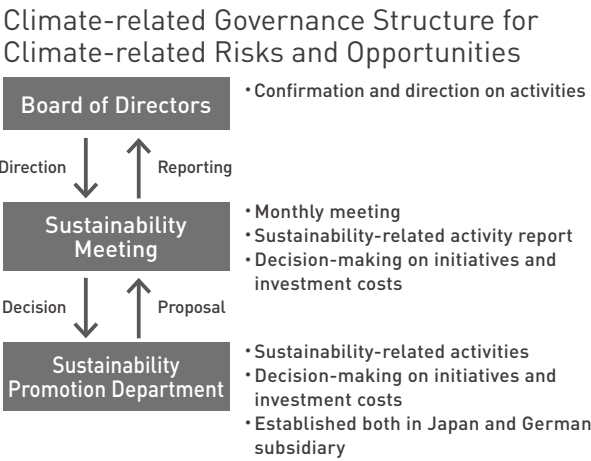 Climate-related Governance Structure for
Climate-related Risks and Opportunities
Board of Directors
・Confirmation and direction on activities
Direction
Reporting
Sustainability
Meeting
・Monthly meeting
・Sustainability-related activity report
・Decision-making on initiatives and
investment costs
Decision
Proposal
Sustainability
Promotion Department
・Sustainability-related activities
・Decision-making on initiatives and
investment costs
・Established both in Japan and German
subsidiary